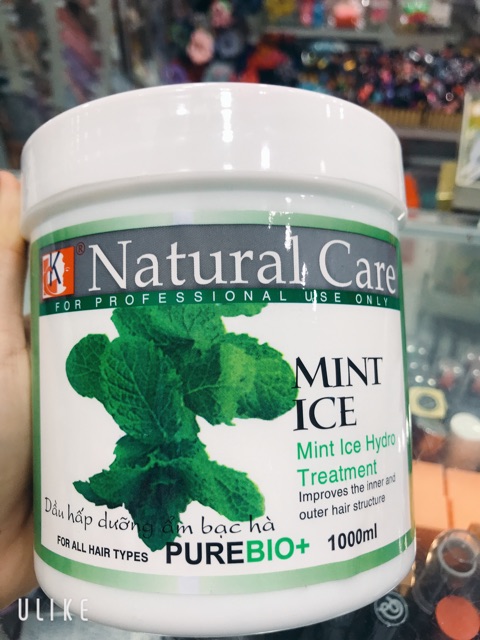 K ® Natural Care
FOR PROFESSIONAL USE ONLY
MINT
ICE
Mint Ice Hydro
Treatment
Improves the inner and
outer hair structure
Dầu hấp dưỡng ẩm bạc hà
FOR ALL HAIR TYPES PUREBIO+ 1000ml
ULIKE